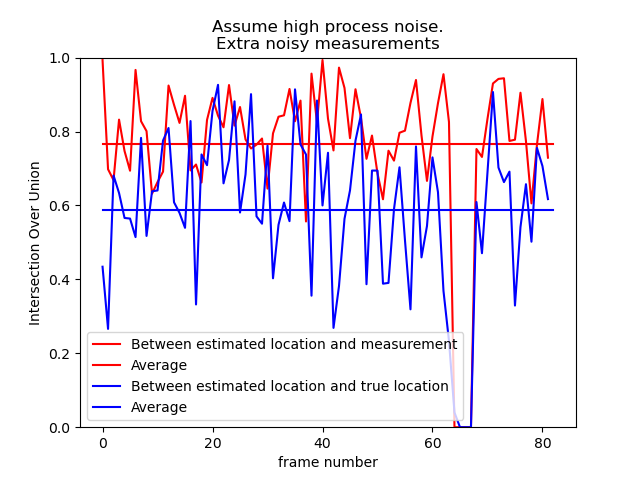 Assume high process noise.
Extra noisy measurements
1.0
0.8
0.6
0.4
0.2
0.0
Intersection Over Union
Between estimated location and measurement
Average
Between estimated location and true location
Average
0 20 40 60 80
frame number